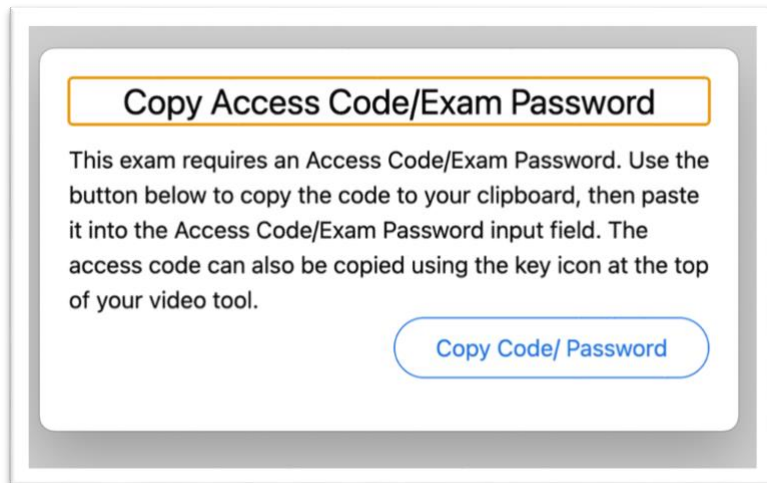 Copy Access Code/Exam Password
This exam requires an Access Code/Exam Password. Use the
button below to copy the code to your clipboard, then paste
it into the Access Code/Exam Password input field. The
access code can also be copied using the key icon at the top
of your video tool.
Copy Code/ Password